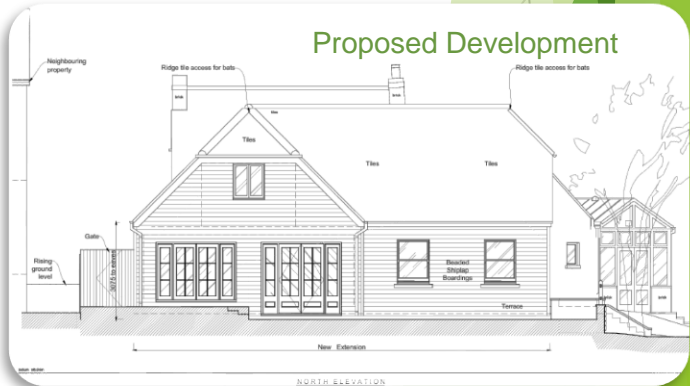 Proposed Development
Neighbouring
property
Ridge tile access for bats
Ridge tile access for bats
Tiles
Tiles
Tiles
Gate
Rising
ground
level
Beaded
Shiplap
Boardings
Terrace
New Extension
NORTH ELEVATION